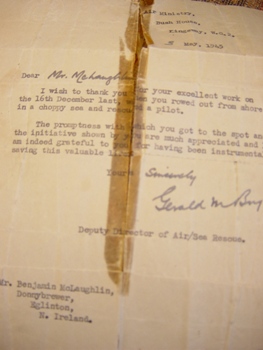 Air Ministry,
Bush House,
Kingsway, W.C.2.
May, 1943
Dear Mr. McLaughlin
I wish to thank you for your excellent work on
the 16th December last, when you rowed out from shore
in a choppy sea and a pilot.
The promptness with which you got to the spot and
the initiative shown by you are much appreciated and
am indeed grateful to you for having been instrumental
saving this valuable
Yours Sincerely
Gerald
Deputy Director of Air/Sea Rescue.
Mr. Benjamin McLaughlin,
Donnybrewer,
Eglinton,
N. Ireland.